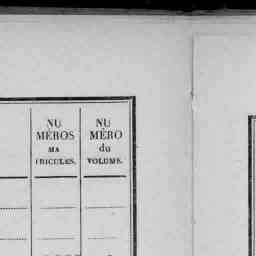 NU
MÉROS
MA
TRICULES.
NU
MÉRO
du
VOLUME.